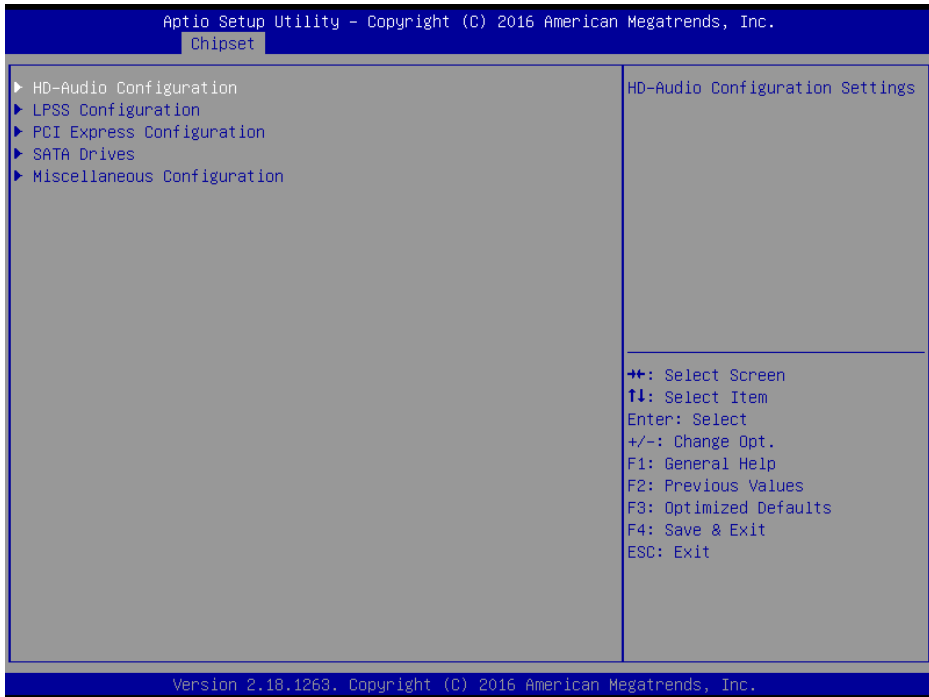 Aptio Setup Utility – Copyright (C) 2016 American Megatrends, Inc.
Chipset
▶ HD-Audio Configuration
▶ LPSS Configuration
▶ PCI Express Configuration
▶ SATA Drives
▶ Miscellaneous Configuration
HD-Audio Configuration Settings
→←: Select Screen
↑↓: Select Item
Enter: Select
+/-: Change Opt.
F1: General Help
F2: Previous Values
F3: Optimized Defaults
F4: Save & Exit
ESC: Exit
Version 2.18.1263. Copyright (C) 2016 American Megatrends, Inc.